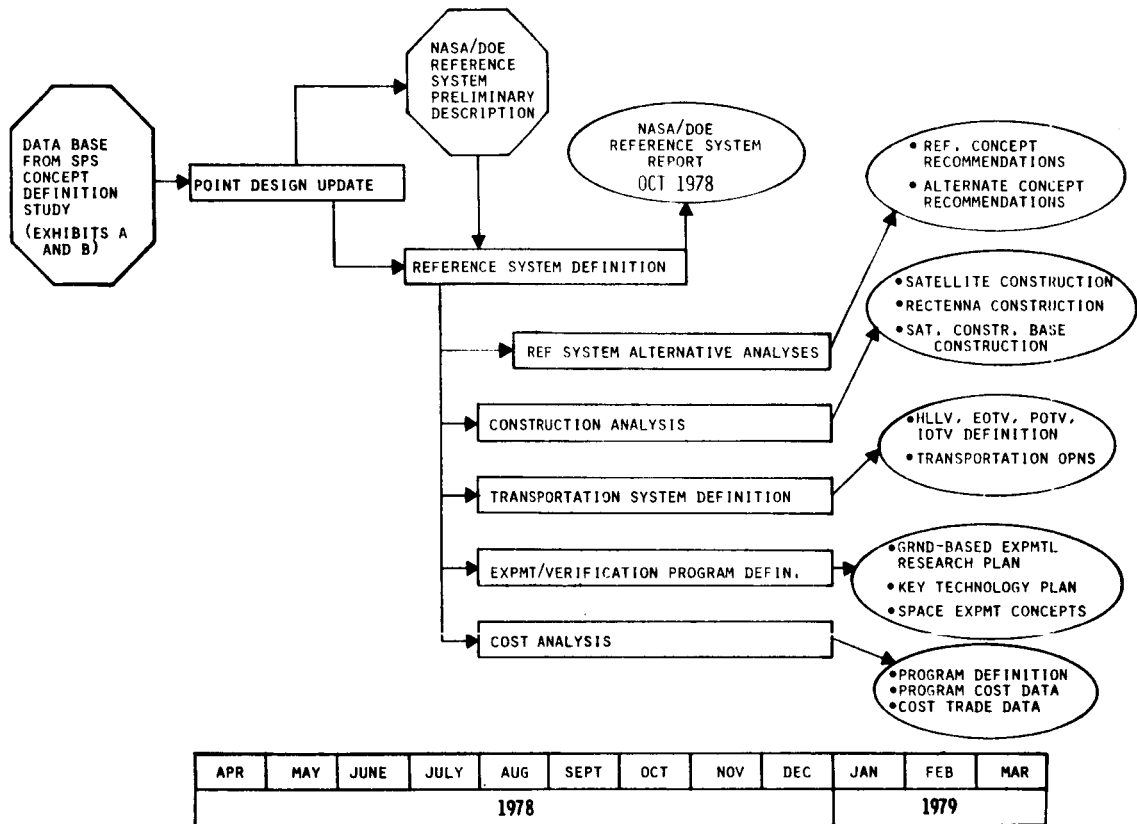 DATA BASE
FROM SPS
CONCEPT
DEFINITION
STUDY
(EXHIBITS A
AND B)
POINT DESIGN UPDATE
NASA/DOE
REFERENCE
SYSTEM
PRELIMINARY
DESCRIPTION
NASA/DOE
REFERENCE SYSTEM
REPORT
OCT 1978
REFERENCE SYSTEM DEFINITION
REF SYSTEM ALTERNATIVE ANALYSES
CONSTRUCTION ANALYSIS
TRANSPORTATION SYSTEM DEFINITION
EXPMT/VERIFICATION PROGRAM DEFIN.
COST ANALYSIS
• REF. CONCEPT
RECOMMENDATIONS
• ALTERNATE CONCEPT
RECOMMENDATIONS
• SATELLITE CONSTRUCTION
• RECTENNA CONSTRUCTION
• SAT. CONSTR. BASE
CONSTRUCTION
• HLLV, EOTV, POTV,
IOTV DEFINITION
• TRANSPORTATION OPNS
• GRND-BASED EXPMTL
RESEARCH PLAN
• KEY TECHNOLOGY PLAN
• SPACE EXPMT CONCEPTS
• PROGRAM DEFINITION
• PROGRAM COST DATA
• COST TRADE DATA
APR MAY JUNE JULY AUG SEPT OCT NOV DEC JAN FEB MAR
1978 1979